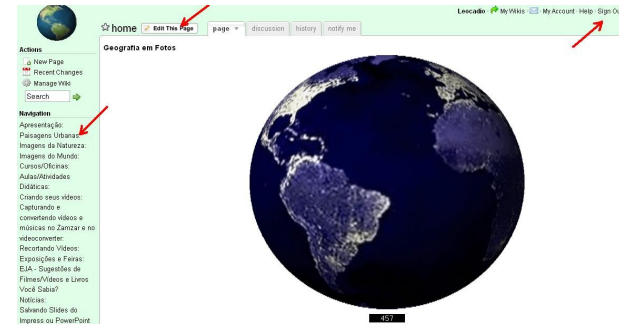 Leocadio · My Wikis · My Account · Help · Sign Ou
home Edit This Page page discussion history notify me
Actions
New Page
Recent Changes
Manage Wiki
Search
Navigation
Apresentação:
Paisagens Urbanas:
Imagens da Natureza:
Imagens do Mundo:
Cursos/Oficinas:
Aulas/Atividades
Didáticas:
Criando seus vídeos:
Capturando e
convertendo vídeos e
músicas no Zamzar e no
videoconverter:
Recortando Vídeos:
Exposições e Feiras:
EJA - Sugestões de
Filmes/Vídeos e Livros
Você Sabia?
Notícias:
Salvando Slides do
Impress ou PowerPoint
Geografia em Fotos
457